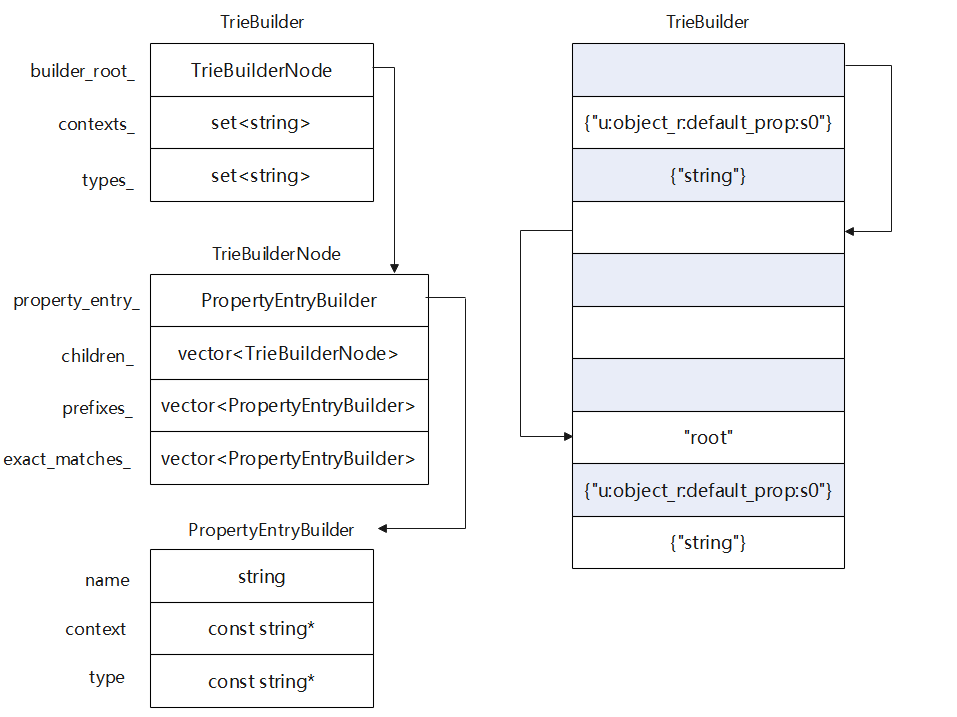 TrieBuilder
builder_root_ TrieBuilderNode
contexts_ set<string>
types_ set<string>
TrieBuilderNode
property_entry_ PropertyEntryBuilder
children_ vector<TrieBuilderNode>
prefixes_ vector<PropertyEntryBuilder>
exact_matches_ vector<PropertyEntryBuilder>
PropertyEntryBuilder
name string
context const string*
type const string*
TrieBuilder
{"u:object_r:default_prop:s0"}
{"string"}
"root"
{"u:object_r:default_prop:s0"}
{"string"}